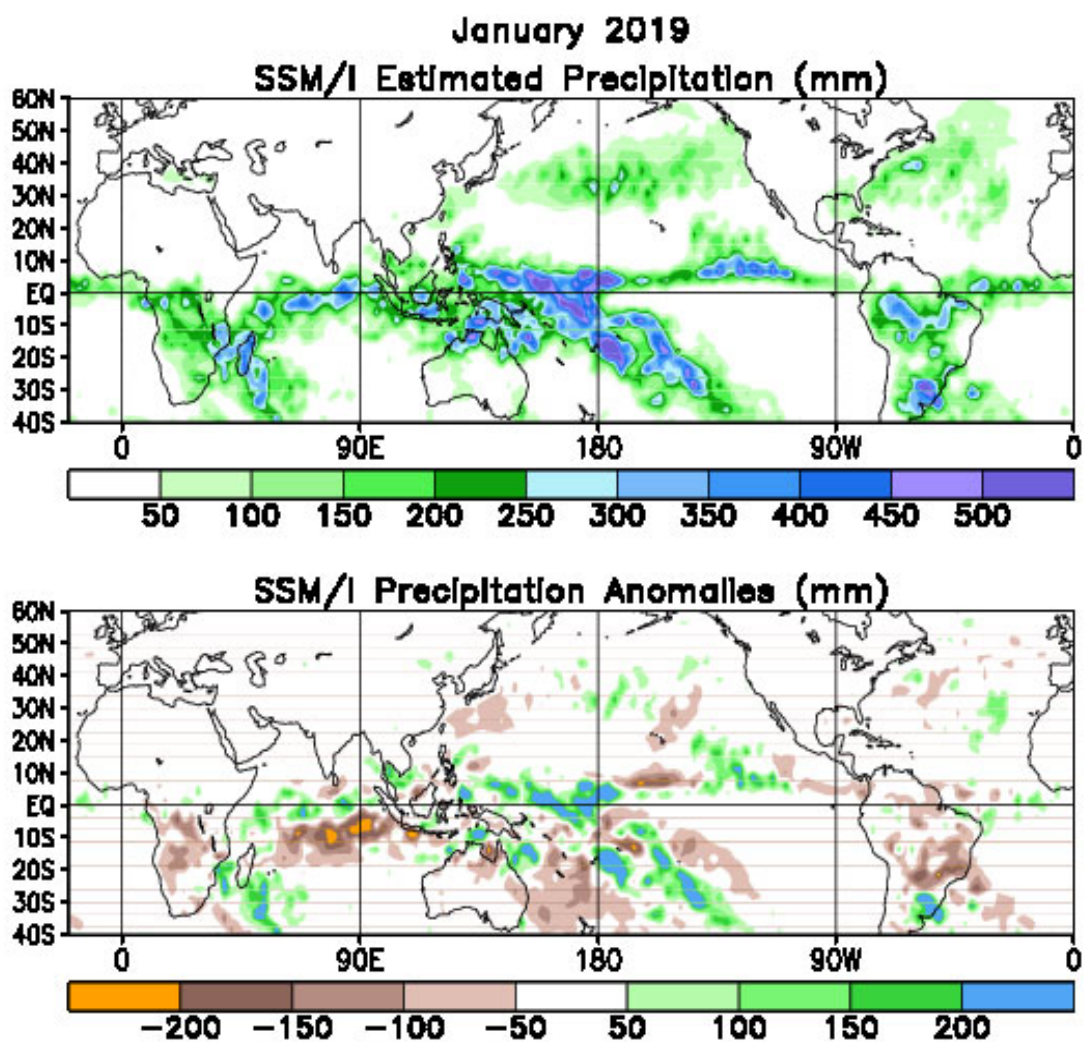 January 2019
SSM/I Estimated Precipitation (mm)
60N
50N
40N
30N
20N
10N
EQ
10S
20S
30S
40S
0 90E 180 90W 0
50 100 150 200 250 300 350 400 450 500
SSM/I Precipitation Anomalies (mm)
60N
50N
40N
30N
20N
10N
EQ
10S
20S
30S
40S
0 90E 180 90W 0
−200 −150 −100 −50 50 100 150 200